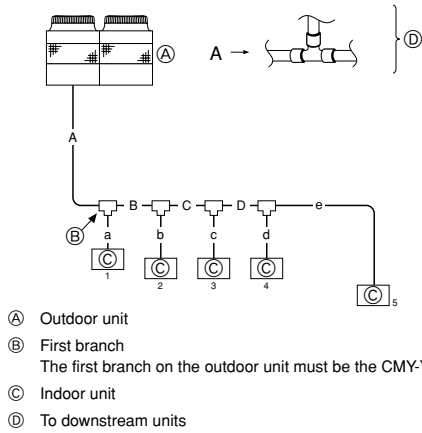 Ⓐ
A → Ⓓ
A
B C D e
Ⓑ a b c d
Ⓒ Ⓒ Ⓒ Ⓒ Ⓒ
1 2 3 4 5
Ⓐ Outdoor unit
Ⓑ First branch
The first branch on the outdoor unit must be the
Ⓒ Indoor unit
Ⓓ To downstream units